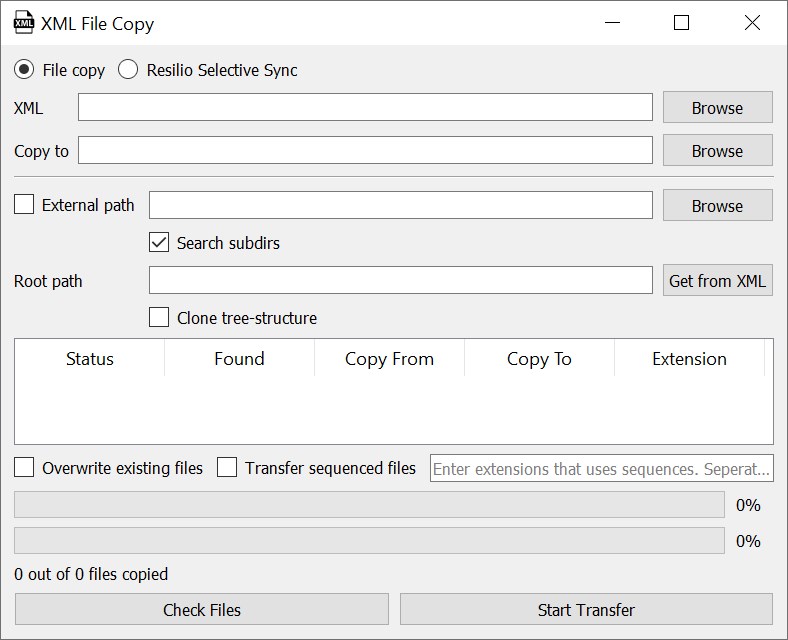 XML File Copy
File copy Resilio Selective Sync
XML Browse
Copy to Browse
External path Browse
Search subdirs
Root path Get from XML
Clone tree-structure
Status Found Copy From Copy To Extension
Overwrite existing files Transfer sequenced files Enter extensions that uses sequences. Seperat...
0%
0%
0 out of 0 files copied
Check Files Start Transfer